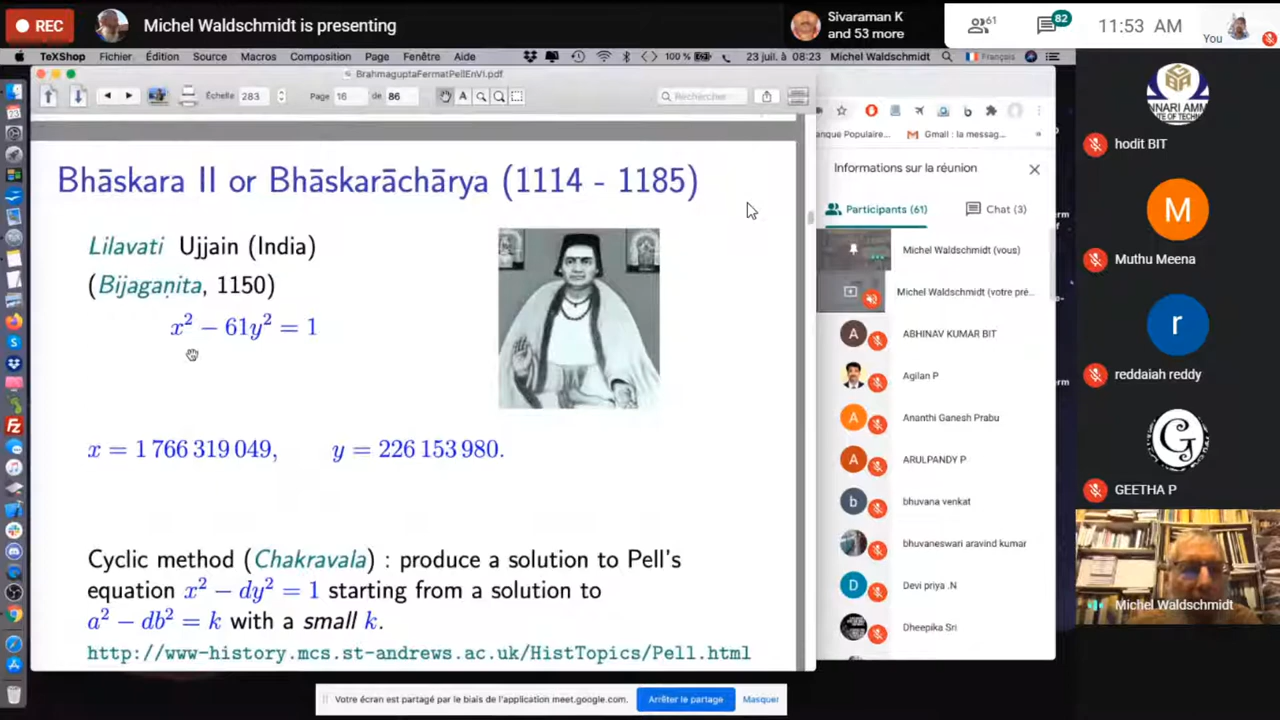 REC
Michel Waldschmidt is presenting
Sivaraman K
and 53 more
61
82
11:53 AM
You
TeXShop Fichier Édition Source Macros Composition Page Fenêtre Aide
100 %
23 juil. à 08:23 Michel Waldschmidt
Français
BrahmaguptaFermatPellEnVI.pdf
Échelle 283
Page 16 de 86
Rechercher
Bhāskara II or Bhāskarāchārya (1114 - 1185)
Lilavati Ujjain (India)
(Bijagaṇita, 1150)
x² − 61y² = 1
x = 1 766 319 049, y = 226 153 980.
Cyclic method (Chakravala) : produce a solution to Pell's
equation x² − dy² = 1 starting from a solution to
a² − db² = k with a small k.
http://www-history.mcs.st-andrews.ac.uk/HistTopics/Pell.html
anque Populaire...
Gmail : la messag...
»
Informations sur la réunion
Participants (61)
Chat (3)
Michel Waldschmidt (vous)
Michel Waldschmidt (votre pré...
A
ABHINAV KUMAR BIT
Agilan P
A
Ananthi Ganesh Prabu
A
ARULPANDY P
b
bhuvana venkat
bhuvaneswari aravind kumar
D
Devi priya .N
Dheepika Sri
Votre écran est partagé par le biais de l'application meet.google.com.
Arrêter le partage
Masquer
NNARI AMM
hodit BIT
M
Muthu Meena
r
reddaiah reddy
G
GEETHA P
Michel Waldschmidt